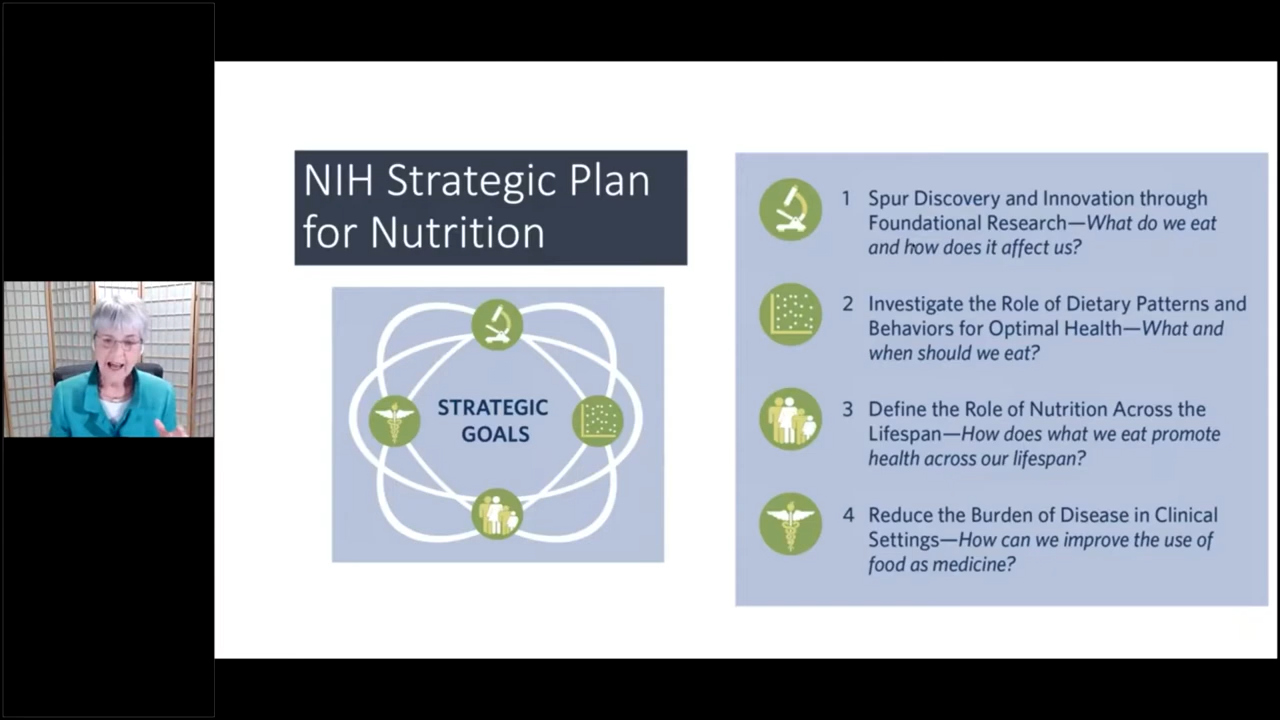 NIH Strategic Plan
for Nutrition
STRATEGIC
GOALS
1 Spur Discovery and Innovation through
Foundational Research—What do we eat
and how does it affect us?
2 Investigate the Role of Dietary Patterns and
Behaviors for Optimal Health—What and
when should we eat?
3 Define the Role of Nutrition Across the
Lifespan—How does what we eat promote
health across our lifespan?
4 Reduce the Burden of Disease in Clinical
Settings—How can we improve the use of
food as medicine?